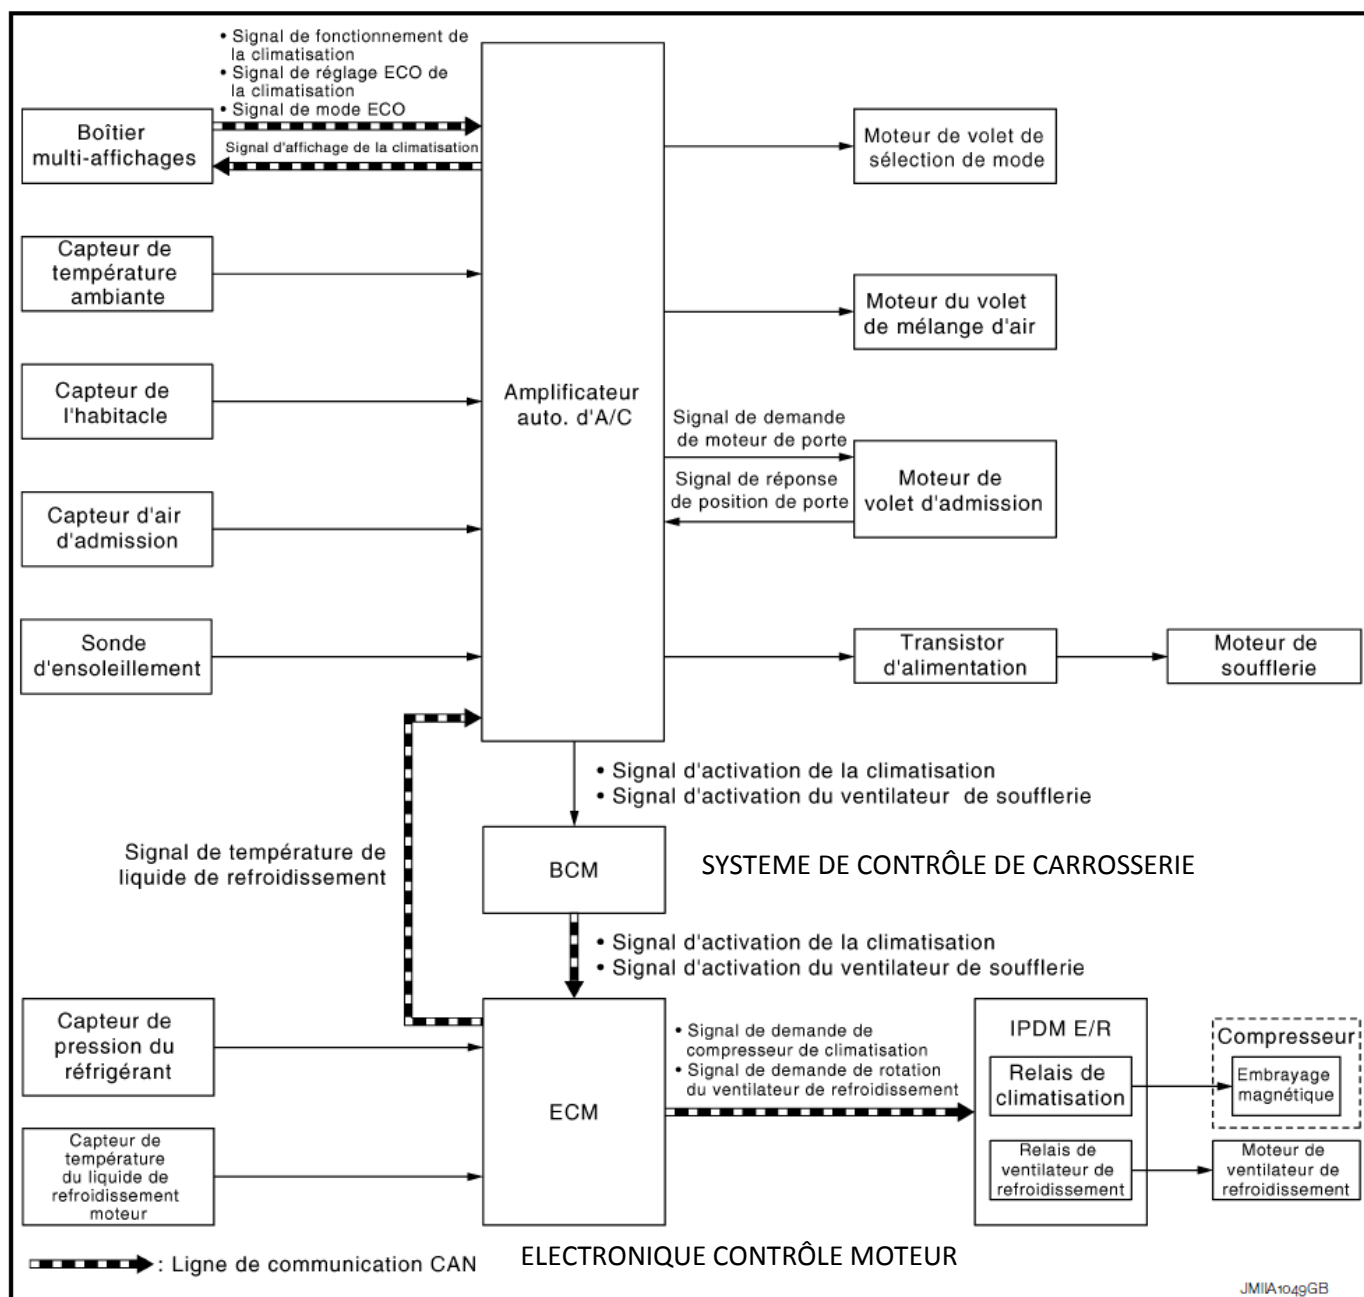 • Signal de fonctionnement de
la climatisation
• Signal de réglage ECO de
la climatisation
• Signal de mode ECO
Boîtier
multi-affichages
Signal d'affichage de la climatisation
Moteur de volet de
sélection de mode
Capteur de
température
ambiante
Moteur du volet
de mélange d'air
Capteur de
l'habitacle
Amplificateur
auto. d'A/C
Signal de demande
de moteur de porte
Signal de réponse
de position de porte
Moteur de
volet d'admission
Capteur d'air
d'admission
Sonde
d'ensoleillement
Transistor
d'alimentation
Moteur de
soufflerie
• Signal d'activation de la climatisation
• Signal d'activation du ventilateur de soufflerie
Signal de température de
liquide de refroidissement
BCM
SYSTEME DE CONTRÔLE DE CARROSSERIE
• Signal d'activation de la climatisation
• Signal d'activation du ventilateur de soufflerie
Capteur de
pression du
réfrigérant
ECM
• Signal de demande de
compresseur de climatisation
• Signal de demande de rotation
du ventilateur de refroidissement
IPDM E/R
Relais de
climatisation
Compresseur
Embrayage
magnétique
Capteur de
température
du liquide de
refroidissement
moteur
Relais de
ventilateur de
refroidissement
Moteur de
ventilateur de
refroidissement
: Ligne de communication CAN
ELECTRONIQUE CONTRÔLE MOTEUR
JMIIA1049GB